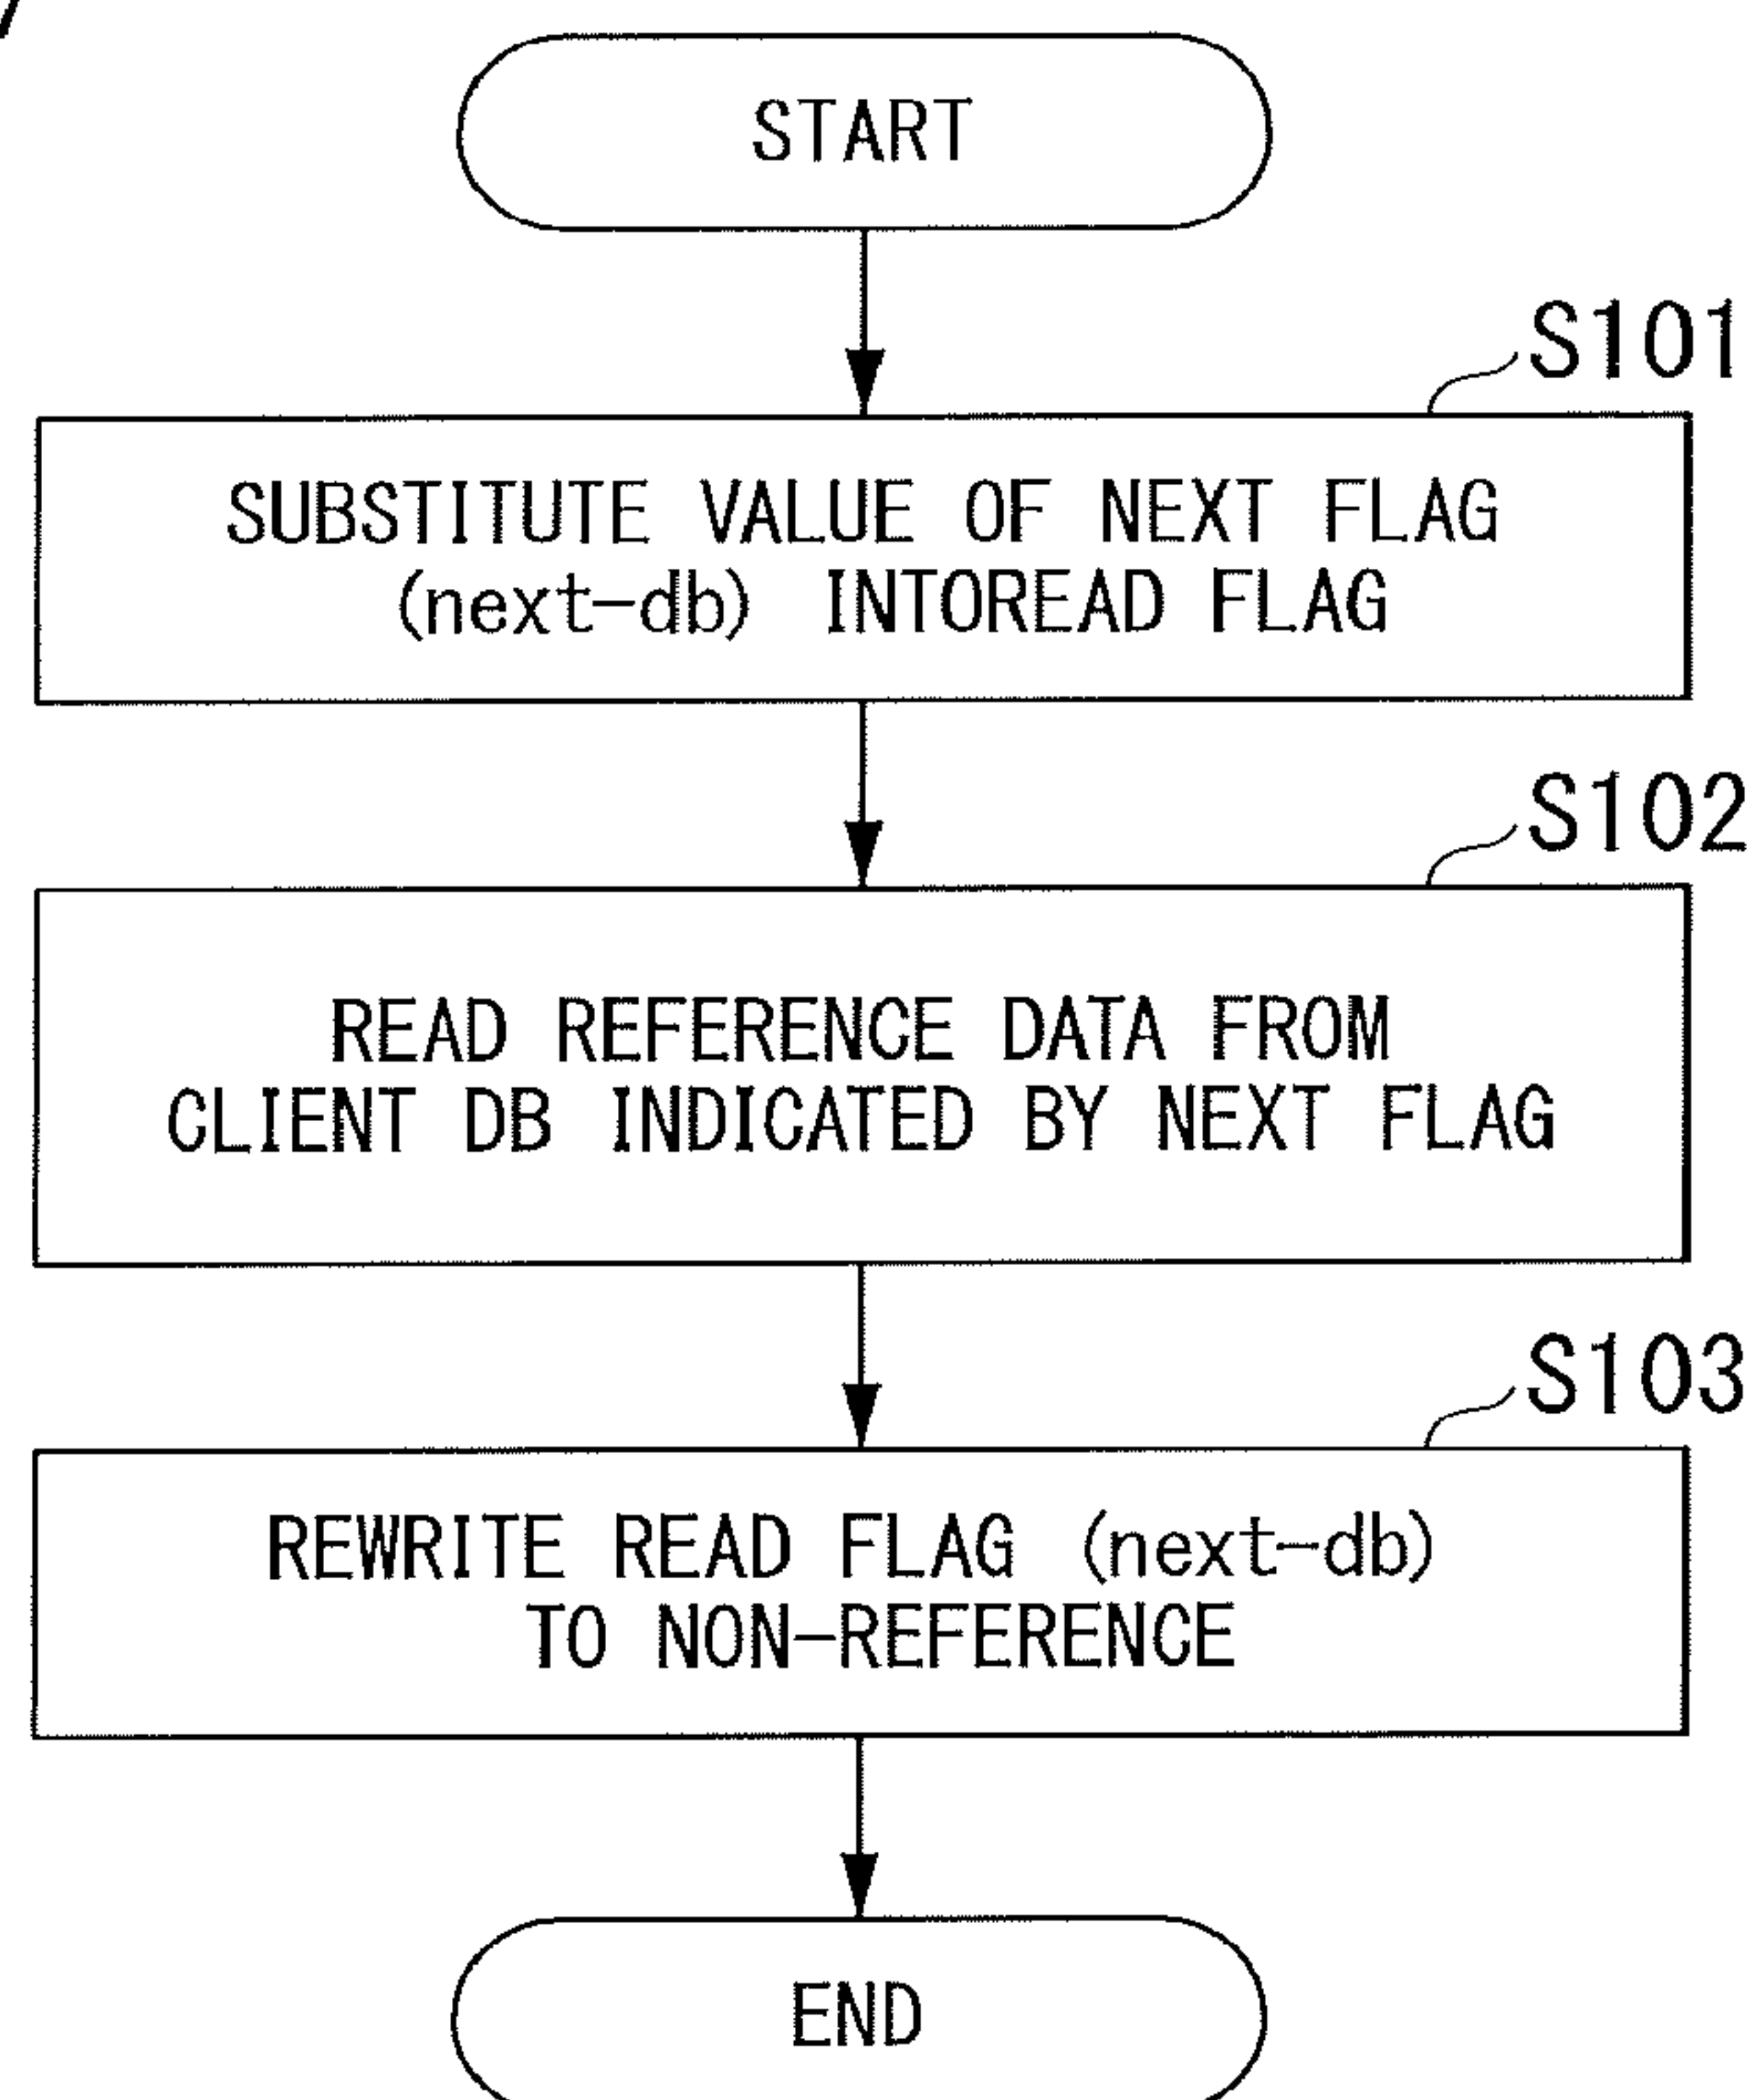 START
S101
SUBSTITUTE VALUE OF NEXT FLAG
(next-db) INTOREAD FLAG
S102
READ REFERENCE DATA FROM
CLIENT DB INDICATED BY NEXT FLAG
S103
REWRITE READ FLAG (next-db)
TO NON-REFERENCE
END